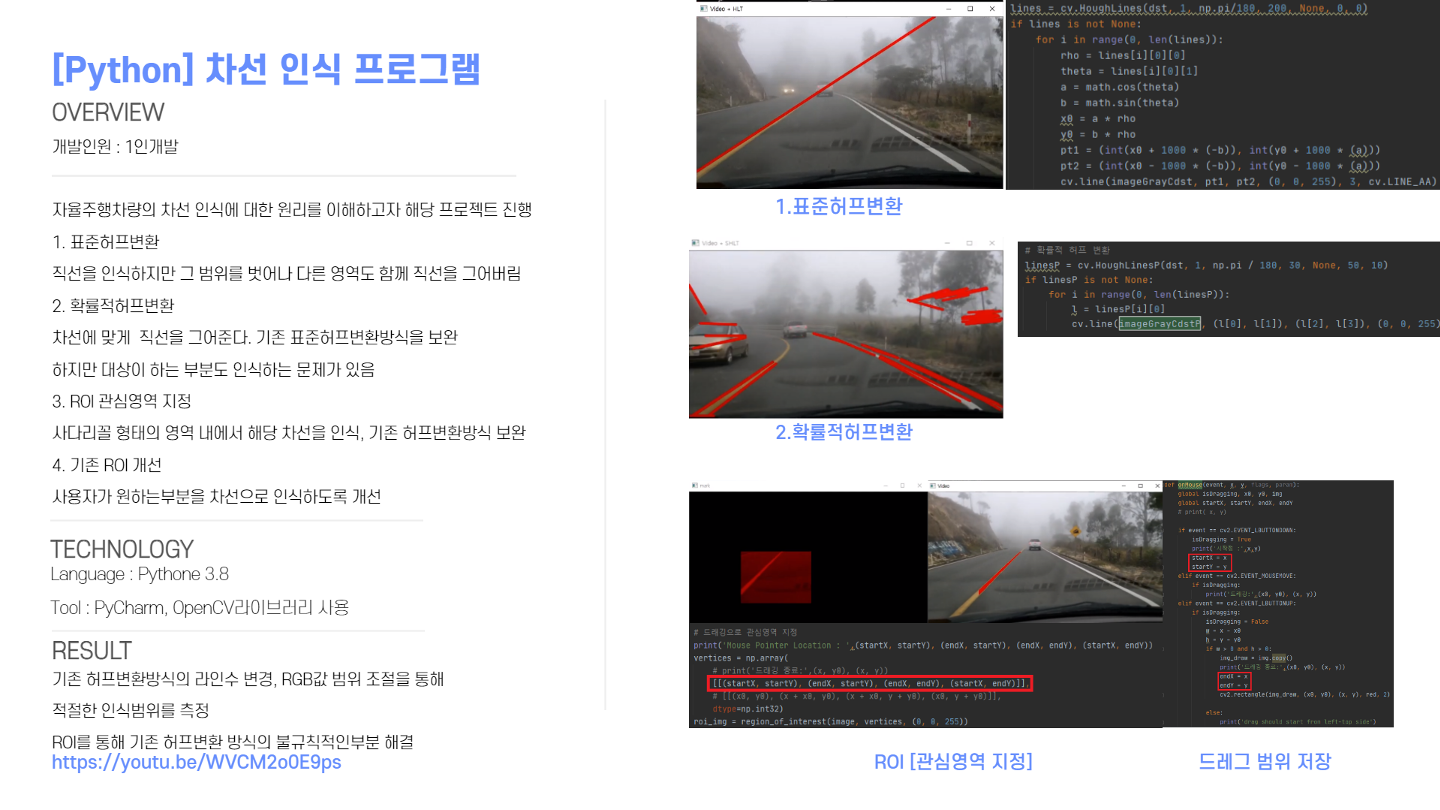 [Python] 차선 인식 프로그램
OVERVIEW
개발인원 : 1인개발
자율주행차량의 차선 인식에 대한 원리를 이해하고자 해당 프로젝트 진행
1. 표준허프변환
직선을 인식하지만 그 범위를 벗어나 다른 영역도 함께 직선을 그어버림
2. 확률적허프변환
차선에 맞게 직선을 그어준다. 기존 표준허프변환방식을 보완
하지만 대상이 하는 부분도 인식하는 문제가 있음
3. ROI 관심영역 지정
사다리꼴 형태의 영역 내에서 해당 차선을 인식, 기존 허프변환방식 보완
4. 기존 ROI 개선
사용자가 원하는부분을 차선으로 인식하도록 개선
TECHNOLOGY
Language : Pythone 3.8
Tool : PyCharm, OpenCV라이브러리 사용
RESULT
기존 허프변환방식의 라인수 변경, RGB값 범위 조절을 통해
적절한 인식범위를 측정
ROI를 통해 기존 허프변환 방식의 불규칙적인부분 해결
https://youtu.be/WVCM2o0E9ps
Video + HLT
lines = cv.HoughLines(dst, 1, np.pi/180, 200, None, 0, 0)
if lines is not None:
for i in range(0, len(lines)):
rho = lines[i][0][0]
theta = lines[i][0][1]
a = math.cos(theta)
b = math.sin(theta)
x0 = a * rho
y0 = b * rho
pt1 = (int(x0 + 1000 * (-b)), int(y0 + 1000 * (a)))
pt2 = (int(x0 - 1000 * (-b)), int(y0 - 1000 * (a)))
cv.line(imageGrayCdst, pt1, pt2, (0, 0, 255), 3, cv.LINE_AA)
1.표준허프변환
Video + SHLT
# 확률적 허프 변환
linesP = cv.HoughLinesP(dst, 1, np.pi / 180, 30, None, 50, 10)
if linesP is not None:
for i in range(0, len(linesP)):
l = linesP[i][0]
cv.line(imageGrayCdstP, (l[0], l[1]), (l[2], l[3]), (0, 0, 255)
2.확률적허프변환
mark
Video
# 드래깅으로 관심영역 지정
print('Mouse Pointer Location : ',(startX, startY), (endX, startY), (endX, endY), (startX, endY))
vertices = np.array(
# print('드래깅 종료:',(x, y0), (x, y))
[[(startX, startY), (endX, startY), (endX, endY), (startX, endY)]],
# [[(x0, y0), (x + x0, y0), (x + x0, y + y0), (x0, y + y0)]],
dtype=np.int32)
roi_img = region_of_interest(image, vertices, (0, 0, 255))
def onMouse(event, x, y, flags, param):
global isDragging, x0, y0, img
global startX, startY, endX, endY
# print( x, y)
if event == cv2.EVENT_LBUTTONDOWN:
isDragging = True
print('시작점 :',x,y)
startX = x
startY = y
elif event == cv2.EVENT_MOUSEMOVE:
if isDragging:
print('드래깅:',(x0, y0), (x, y))
elif event == cv2.EVENT_LBUTTONUP:
if isDragging:
isDragging = False
w = x - x0
h = y - y0
if w > 0 and h > 0:
img_draw = img.copy()
print('드래깅 종료:',(x0, y0), (x, y))
endX = x
endY = y
cv2.rectangle(img_draw, (x0, y0), (x, y), red, 2)
else:
print('drag should start from left-top side')
ROI [관심영역 지정]
드레그 범위 저장